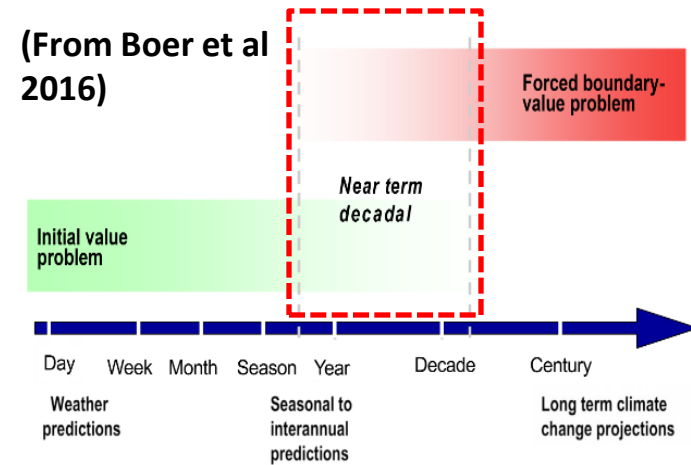 (From Boer et al
2016)
Forced boundary-
value problem
Near term
decadal
Initial value
problem
Day Week Month Season Year Decade Century
Weather
predictions
Seasonal to
interannual
predictions
Long term climate
change projections